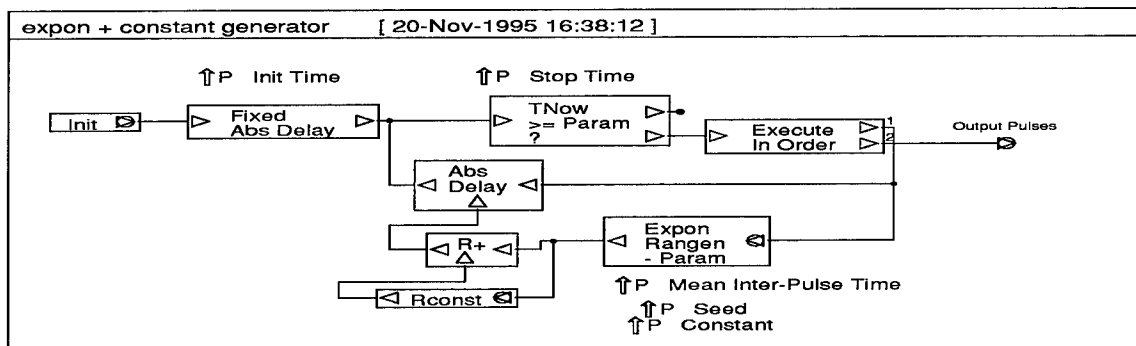 expon + constant generator [ 20-Nov-1995 16:38:12 ]
⇧P Init Time
⇧P Stop Time
Init
Fixed
Abs Delay
TNow
>= Param
?
Execute
In Order
1
2
Output Pulses
Abs
Delay
R+
Expon
Rangen
- Param
Rconst
⇧P Mean Inter-Pulse Time
⇧P Seed
⇧P Constant